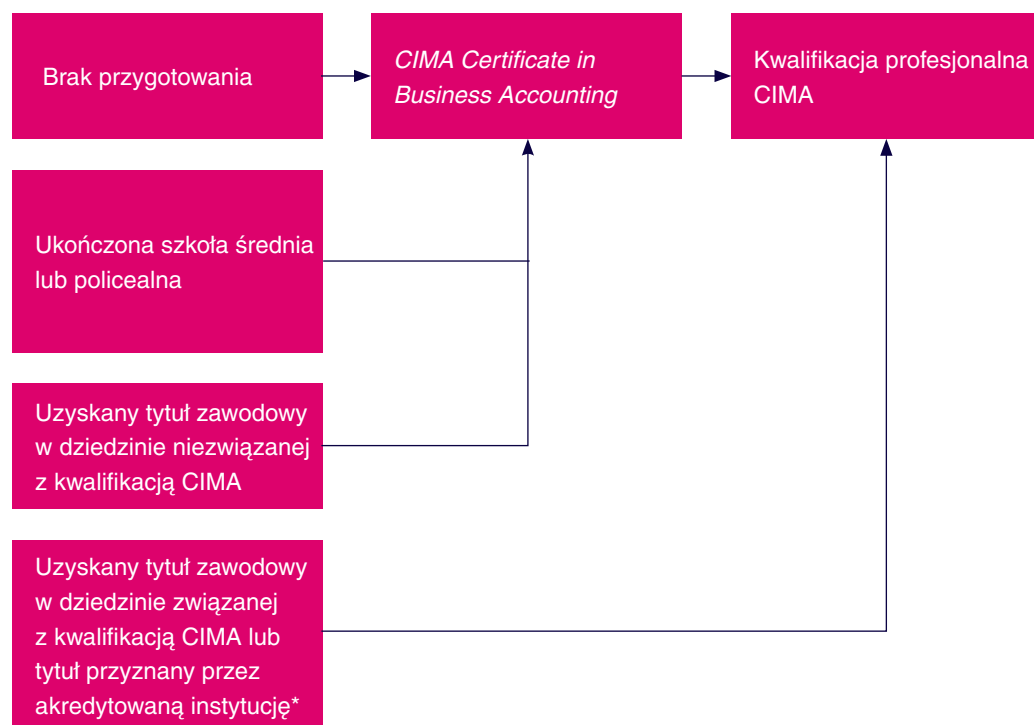 Brak przygotowania
CIMA Certificate in
Business Accounting
Kwalifikacja profesjonalna
CIMA
Ukończona szkoła średnia
lub policealna
Uzyskany tytuł zawodowy
w dziedzinie niezwiązanej
z kwalifikacją CIMA
Uzyskany tytuł zawodowy
w dziedzinie związanej
z kwalifikacją CIMA lub
tytuł przyznany przez
akredytowaną instytucję*